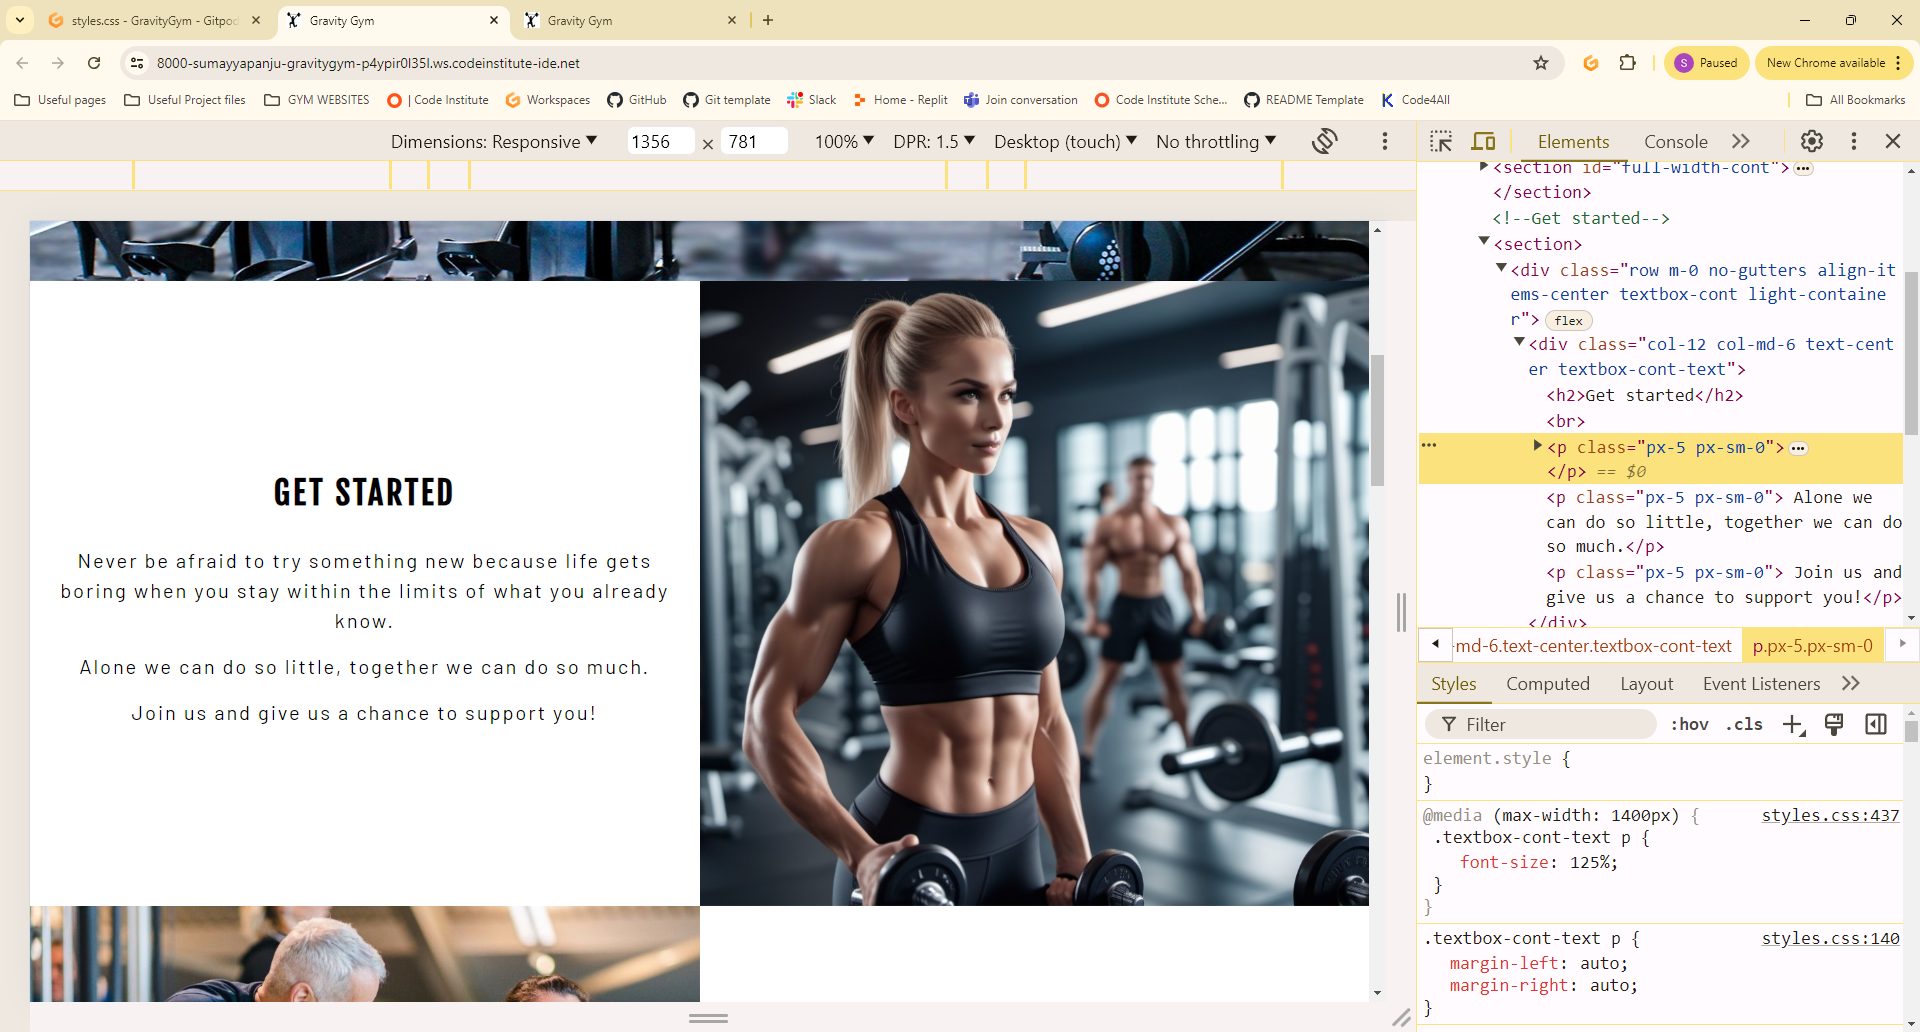 styles.css - GravityGym - Gitpod
Gravity Gym
Gravity Gym
8000-sumayyapanju-gravitygym-p4ypir0l35l.ws.codeinstitute-ide.net
S Paused
New Chrome available
Useful pages
Useful Project files
GYM WEBSITES
| Code Institute
Workspaces
GitHub
Git template
Slack
Home - Replit
Join conversation
Code Institute Sche...
README Template
Code4All
All Bookmarks
Dimensions: Responsive ▼ 1356 × 781 100% ▼ DPR: 1.5 ▼ Desktop (touch) ▼ No throttling ▼
GET STARTED
Never be afraid to try something new because life gets
boring when you stay within the limits of what you already
know.
Alone we can do so little, together we can do so much.
Join us and give us a chance to support you!
Elements Console
<section id="full-width-cont"> ...
</section>
<!--Get started-->
<section>
<div class="row m-0 no-gutters align-it
ems-center textbox-cont light-containe
r"> flex
<div class="col-12 col-md-6 text-cent
er textbox-cont-text">
<h2>Get started</h2>
<br>
... <p class="px-5 px-sm-0"> ...
</p> == $0
<p class="px-5 px-sm-0"> Alone we
can do so little, together we can do
so much.</p>
<p class="px-5 px-sm-0"> Join us and
give us a chance to support you!</p>
</div>
-md-6.text-center.textbox-cont-text p.px-5.px-sm-0
Styles Computed Layout Event Listeners
Filter :hov .cls
element.style {
}
@media (max-width: 1400px) { styles.css:437
.textbox-cont-text p {
font-size: 125%;
}
}
.textbox-cont-text p { styles.css:140
margin-left: auto;
margin-right: auto;
}